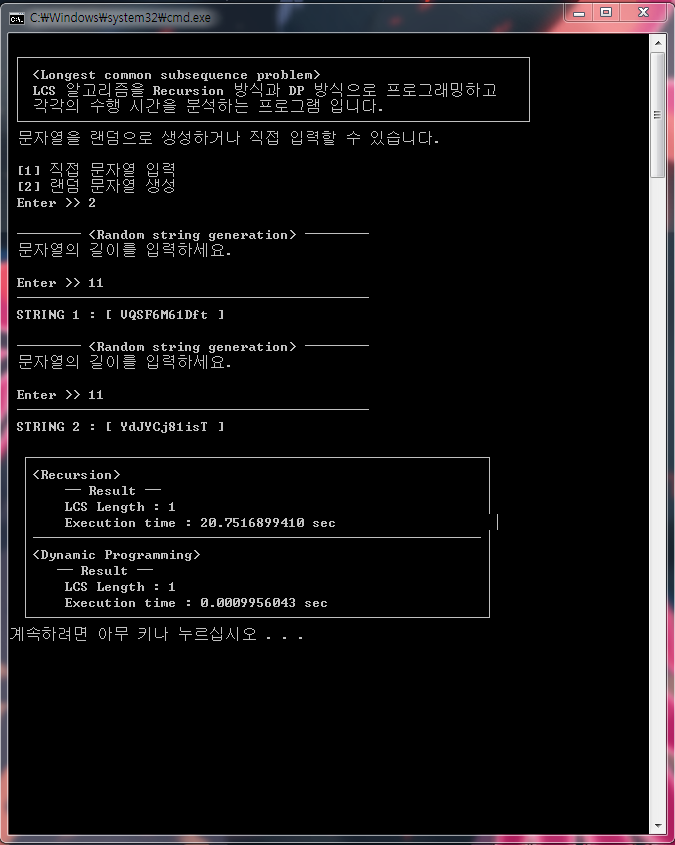 C:\Windows\system32\cmd.exe
<Longest common subsequence problem>
LCS 알고리즘을 Recursion 방식과 DP 방식으로 프로그래밍하고
각각의 수행 시간을 분석하는 프로그램 입니다.
문자열을 랜덤으로 생성하거나 직접 입력할 수 있습니다.
[1] 직접 문자열 입력
[2] 랜덤 문자열 생성
Enter >> 2
<Random string generation>
문자열의 길이를 입력하세요.
Enter >> 11
STRING 1 : [ VQSF6M61Dft ]
<Random string generation>
문자열의 길이를 입력하세요.
Enter >> 11
STRING 2 : [ YdJYCj81isT ]
<Recursion>
── Result ──
LCS Length : 1
Execution time : 20.7516899410 sec
<Dynamic Programming>
── Result ──
LCS Length : 1
Execution time : 0.0009956043 sec
계속하려면 아무 키나 누르십시오 . . .